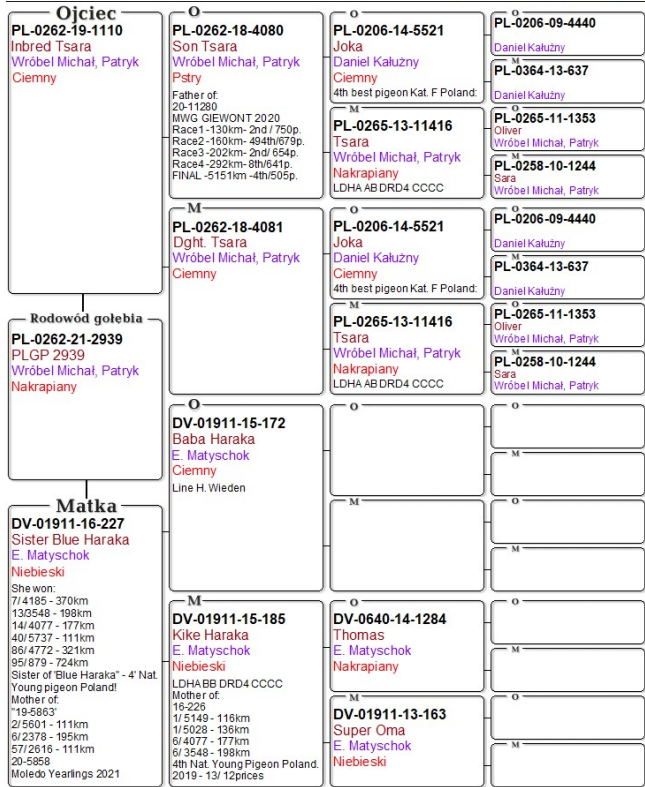 Ojciec
PL-0262-19-1110
Inbred Tsara
Wróbel Michał, Patryk
Ciemny
Rodowód gołębia
PL-0262-21-2939
PLGP 2939
Wróbel Michał, Patryk
Nakrapiany
Matka
DV-01911-16-227
Sister Blue Haraka
E. Matyschok
Niebieski
She won:
7/4185 - 370km
13/3548 - 198km
14/4077 - 177km
40/5737 - 111km
86/4772 - 321km
95/879 - 724km
Sister of "Blue Haraka" - 4' Nat.
Young pigeon Poland!
Mother of:
"19-5863'
2/5601 - 111km
6/2378 - 195km
57/2616 - 111km
20-5858
Moledo Yearlings 2021
O
PL-0262-18-4080
Son Tsara
Wróbel Michał, Patryk
Pstry
Father of:
20-11280
MWG GIEWONT 2020
Race1 -130km- 2nd / 750p.
Race2 -160km- 494th/679p.
Race3 -202km- 2nd/ 654p.
Race4 -292km- 8th/641p.
FINAL -5151km -4th/505p.
M
PL-0262-18-4081
Dght. Tsara
Wróbel Michał, Patryk
Ciemny
O
DV-01911-15-172
Baba Haraka
E. Matyschok
Ciemny
Line H. Wieden
M
DV-01911-15-185
Kike Haraka
E. Matyschok
Niebieski
LDHA BB DRD4 CCCC
Mother of:
16-226
1/ 5149 - 116km
1/5028 - 136km
6/4077 - 177km
6/ 3548 - 198km
4th Nat. Young Pigeon Poland.
2019 - 13/ 12prices
O
PL-0206-14-5521
Joka
Daniel Kałużny
Ciemny
4th best pigeon Kat. F Poland:
M
PL-0265-13-11416
Tsara
Wróbel Michał, Patryk
Nakrapiany
LDHA AB DRD4 CCCC
O
PL-0206-14-5521
Joka
Daniel Kałużny
Ciemny
4th best pigeon Kat. F Poland:
M
PL-0265-13-11416
Tsara
Wróbel Michał, Patryk
Nakrapiany
LDHA AB DRD4 CCCC
O
M
O
DV-0640-14-1284
Thomas
E. Matyschok
Nakrapiany
M
DV-01911-13-163
Super Oma
E. Matyschok
Niebieski
O
PL-0206-09-4440
Daniel Kałużny
M
PL-0364-13-637
Daniel Kałużny
O
PL-0265-11-1353
Oliver
Wróbel Michał, Patryk
M
PL-0258-10-1244
Sara
Wróbel Michał, Patryk
O
PL-0206-09-4440
Daniel Kałużny
M
PL-0364-13-637
Daniel Kałużny
O
PL-0265-11-1353
Oliver
Wróbel Michał, Patryk
M
PL-0258-10-1244
Sara
Wróbel Michał, Patryk
O
M
O
M
O
M
O
M